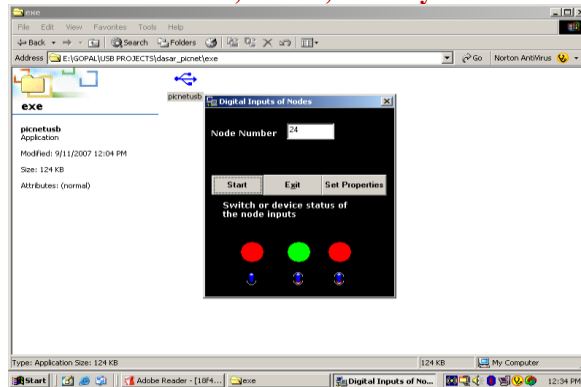 exe
File Edit View Favorites Tools Help
Back Search Folders
Address E:\GOPAL\USB PROJECTS\dasar_picnet\exe Go Norton AntiVirus
exe
picnetusb
Application
Modified: 9/11/2007 12:04 PM
Size: 124 KB
Attributes: (normal)
picnetusb
Digital Inputs of Nodes
Node Number 24
Start Exit Set Properties
Switch or device status of
the node inputs
Type: Application Size: 124 KB 124 KB My Computer
Start Adobe Reader - [18F4... exe Digital Inputs of No... 12:34 PM